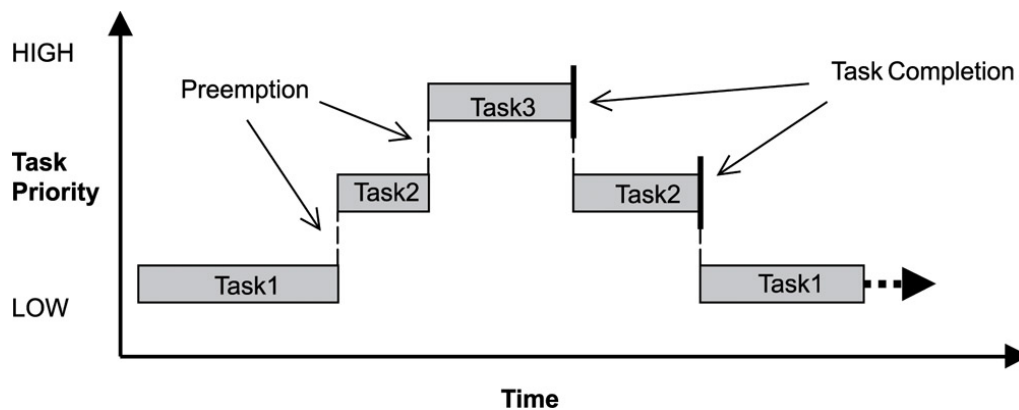 HIGH
Preemption
Task Completion
Task3
Task
Priority
Task2
Task2
Task1
Task1
LOW
Time